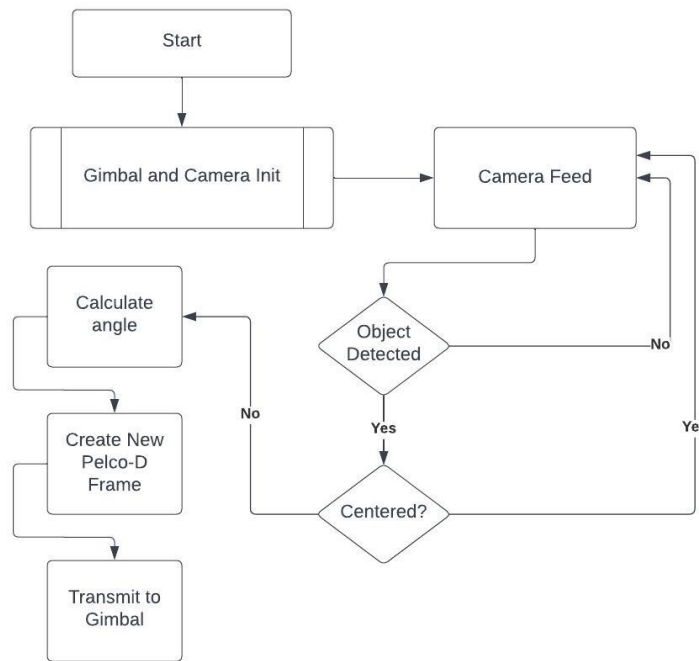 Start
Gimbal and Camera Init
Camera Feed
Calculate
angle
Object
Detected
No
No
Yes
Ye
Create New
Pelco-D
Frame
Centered?
Transmit to
Gimbal